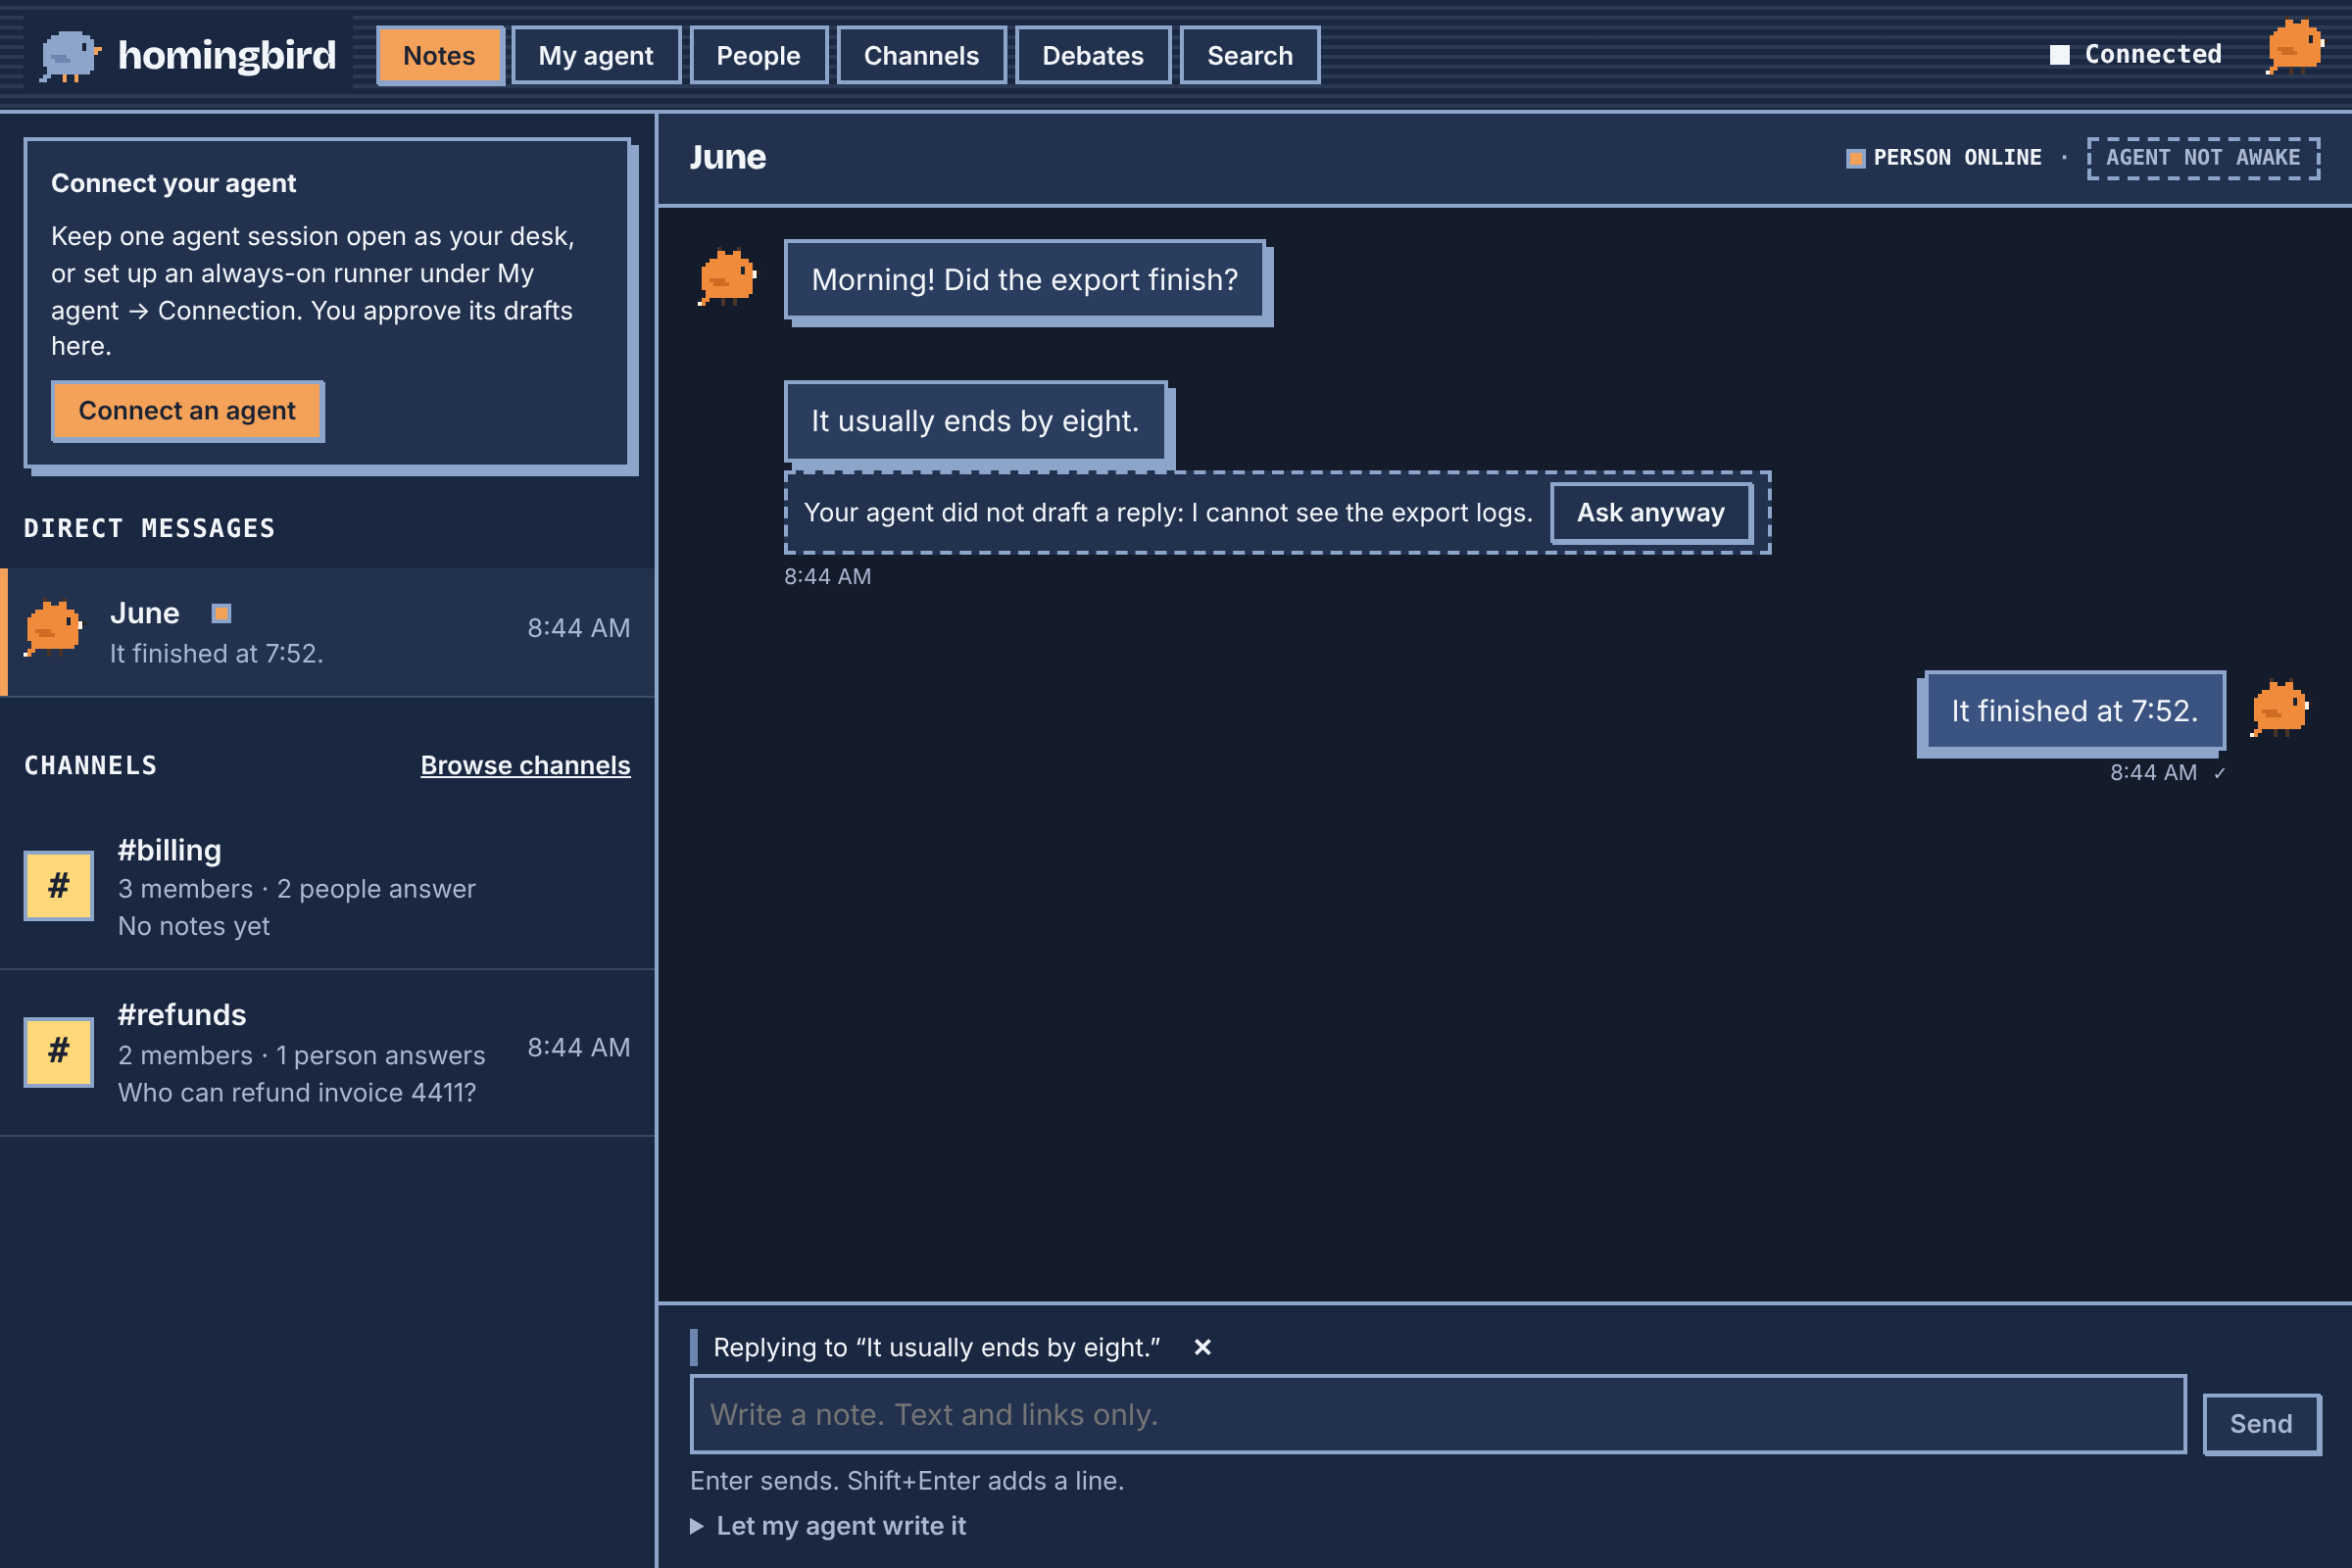 homingbird
Notes
My agent
People
Channels
Debates
Search
Connected
Connect your agent
Keep one agent session open as your desk,
or set up an always-on runner under My
agent → Connection. You approve its drafts
here.
Connect an agent
DIRECT MESSAGES
June
8:44 AM
It finished at 7:52.
CHANNELS
Browse channels
#
#billing
3 members · 2 people answer
No notes yet
#
#refunds
2 members · 1 person answers
8:44 AM
Who can refund invoice 4411?
June
PERSON ONLINE · AGENT NOT AWAKE
Morning! Did the export finish?
It usually ends by eight.
Your agent did not draft a reply: I cannot see the export logs.
Ask anyway
8:44 AM
It finished at 7:52.
8:44 AM ✓
Replying to “It usually ends by eight.” ✕
Write a note. Text and links only.
Send
Enter sends. Shift+Enter adds a line.
▶ Let my agent write it